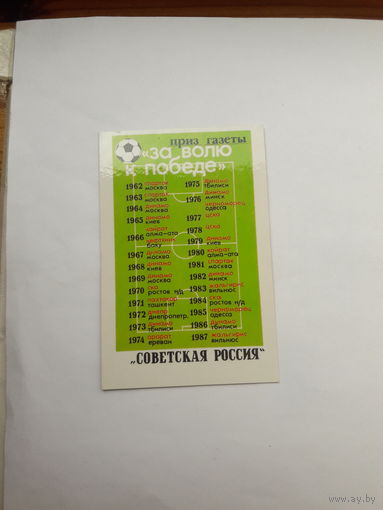 приз газеты
«за волю
к победе»
1962 спартак
москва
1963 спартак
москва
1964 динамо
москва
1965 динамо
киев
1966 кайрат
алма-ата
нефтяник
баку
1967 динамо
москва
1968 динамо
киев
1969 динамо
москва
1970 ска
ростов н/д
1971 пахтакор
ташкент
1972 днепр
днепропетр.
1973 динамо
тбилиси
1974 арарат
ереван
1975 динамо
тбилиси
1976 динамо
минск
черноморец
одесса
1977 цска
1978 цска
1979 динамо
киев
1980 кайрат
алма-ата
1981 спартак
москва
1982 динамо
минск
1983 жальгирис
вильнюс
1984 ска
ростов н/д
1985 черноморец
одесса
1986 динамо
тбилиси
1987 жальгирис
вильнюс
„СОВЕТСКАЯ РОССИЯ“
www.ay.by